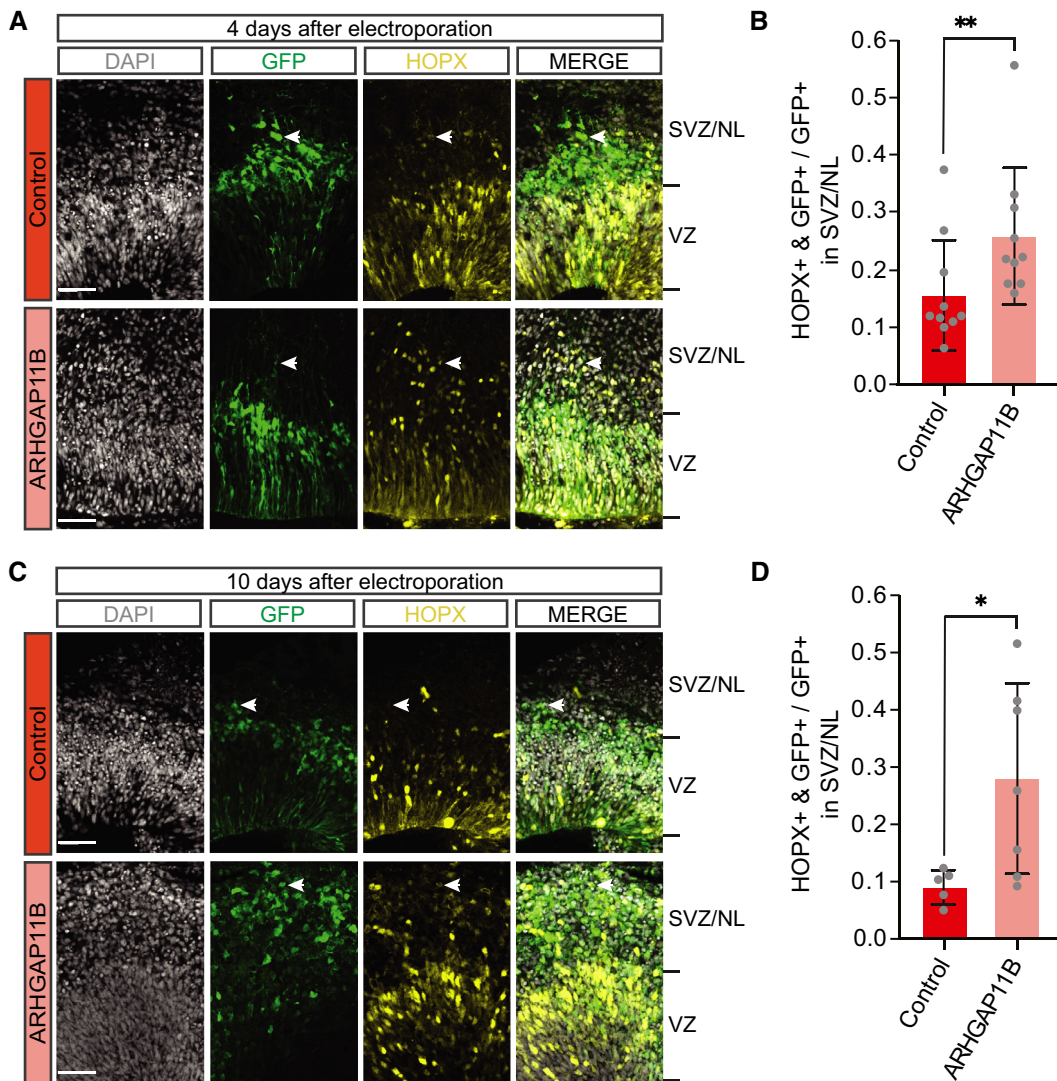 A
4 days after electroporation
DAPI GFP HOPX MERGE
Control
SVZ/NL
VZ
ARHGAP11B
SVZ/NL
VZ
B
**
0.6
0.5
0.4
0.3
0.2
0.1
0.0
HOPX+ & GFP+ / GFP+
in SVZ/NL
Control
ARHGAP11B
C
10 days after electroporation
DAPI GFP HOPX MERGE
Control
SVZ/NL
VZ
ARHGAP11B
SVZ/NL
VZ
D
*
0.6
0.5
0.4
0.3
0.2
0.1
0.0
HOPX+ & GFP+ / GFP+
in SVZ/NL
Control
ARHGAP11B